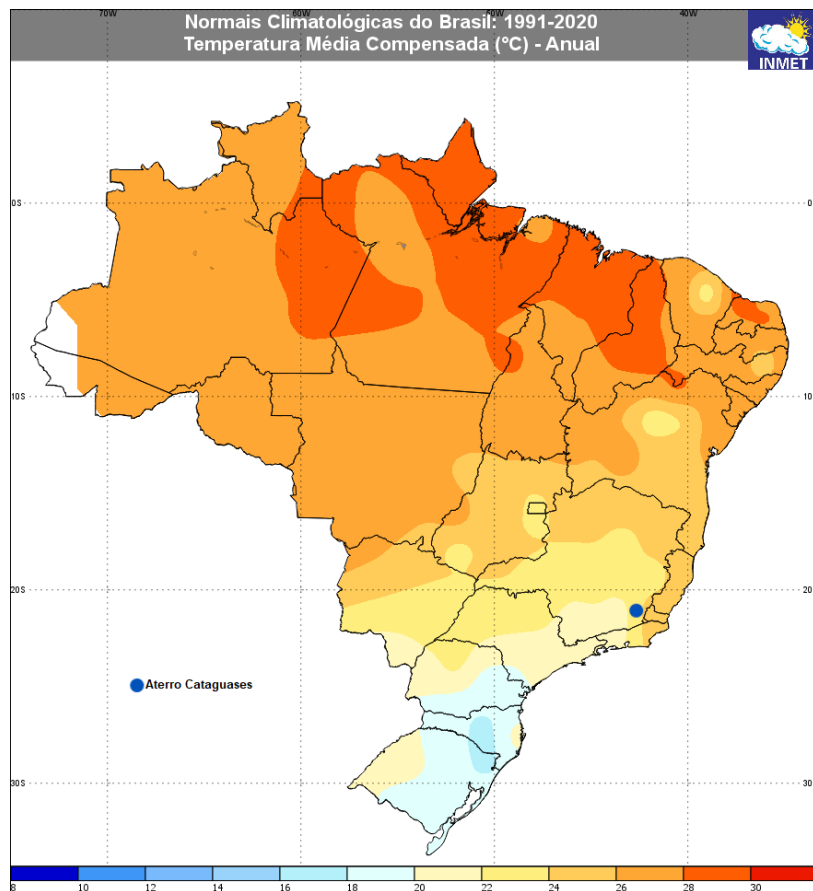 Normais Climatológicas do Brasil: 1991-2020
Temperatura Média Compensada (ºC) - Anual
INMET
70W 60W 50W 40W
0S 0
10S 10
20S 20
30S 30
Aterro Cataguases
8 10 12 14 16 18 20 22 24 26 28 30